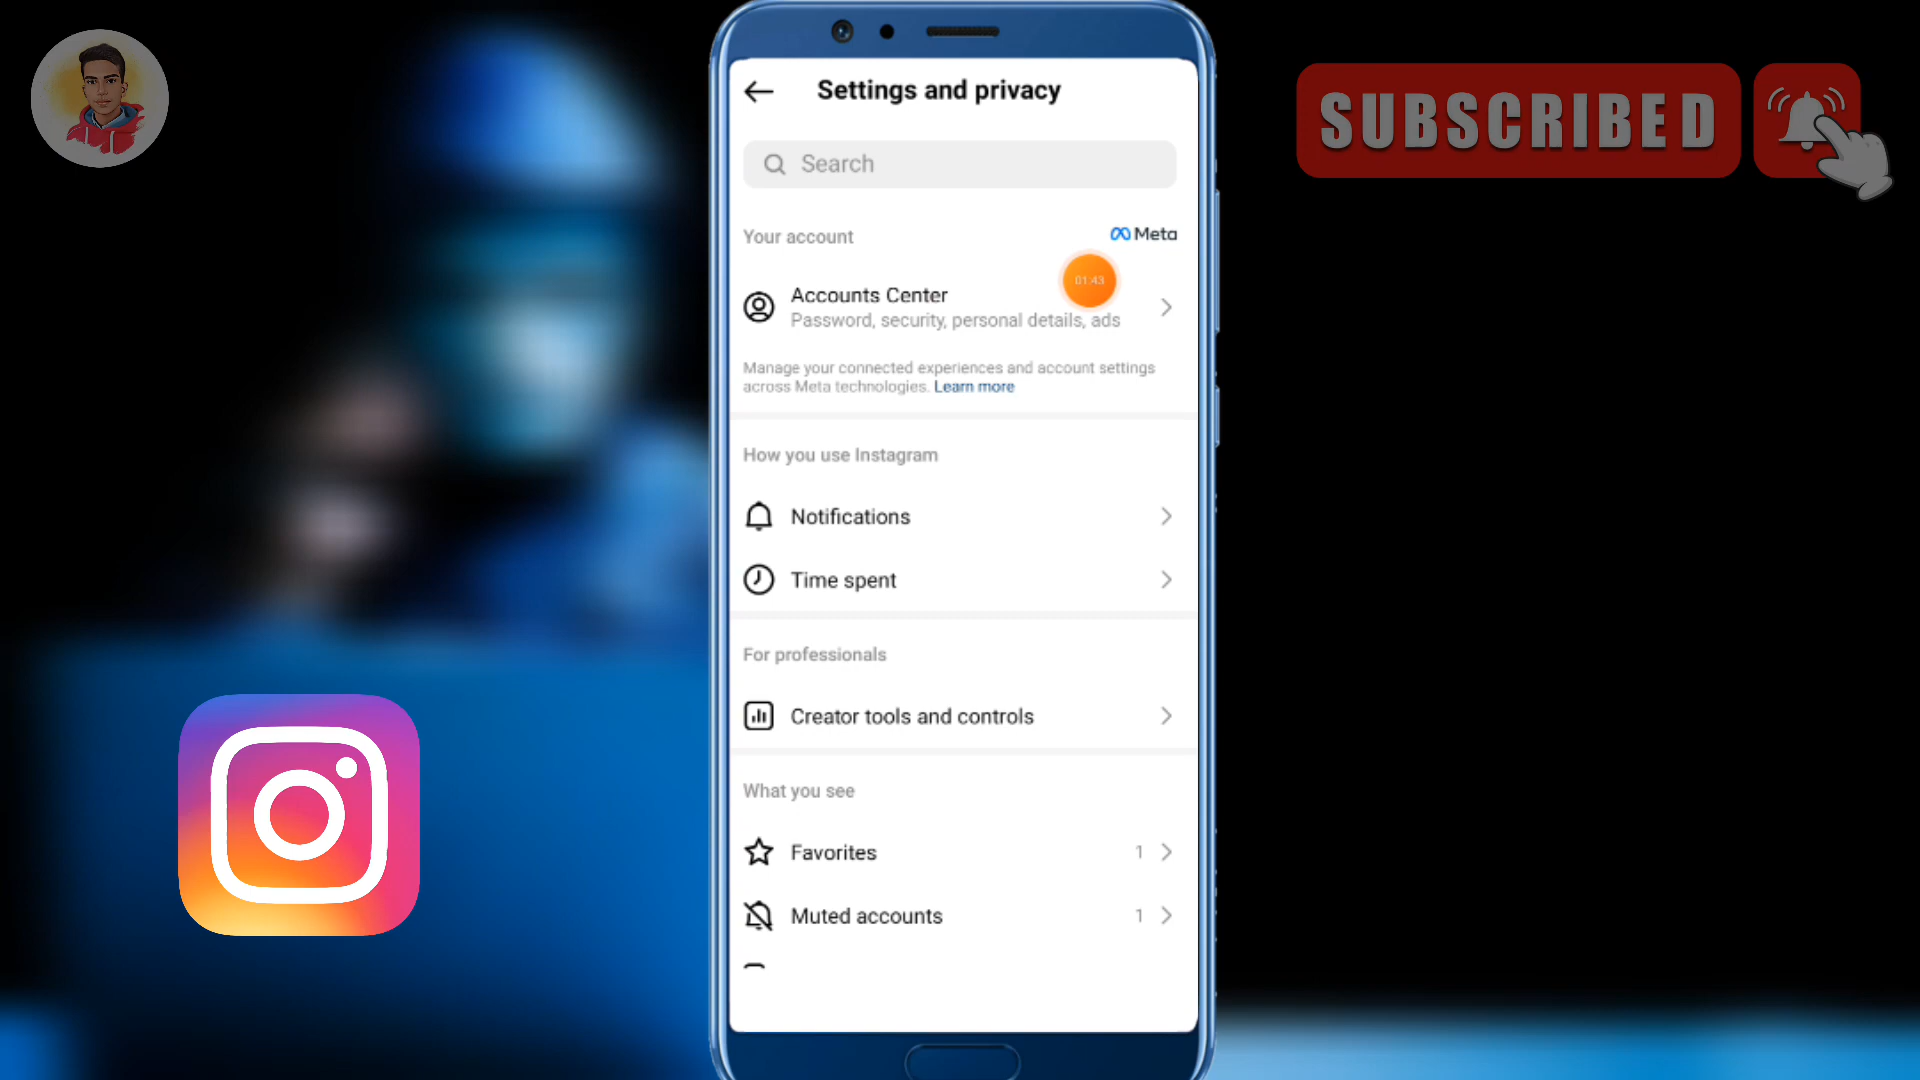 Settings and privacy
SUBSCRIBED
Search
Your account
Meta
01:43
Accounts Center
Password, security, personal details, ads
Manage your connected experiences and account settings
across Meta technologies. Learn more
How you use Instagram
Notifications
Time spent
For professionals
Creator tools and controls
What you see
Favorites 1
Muted accounts 1